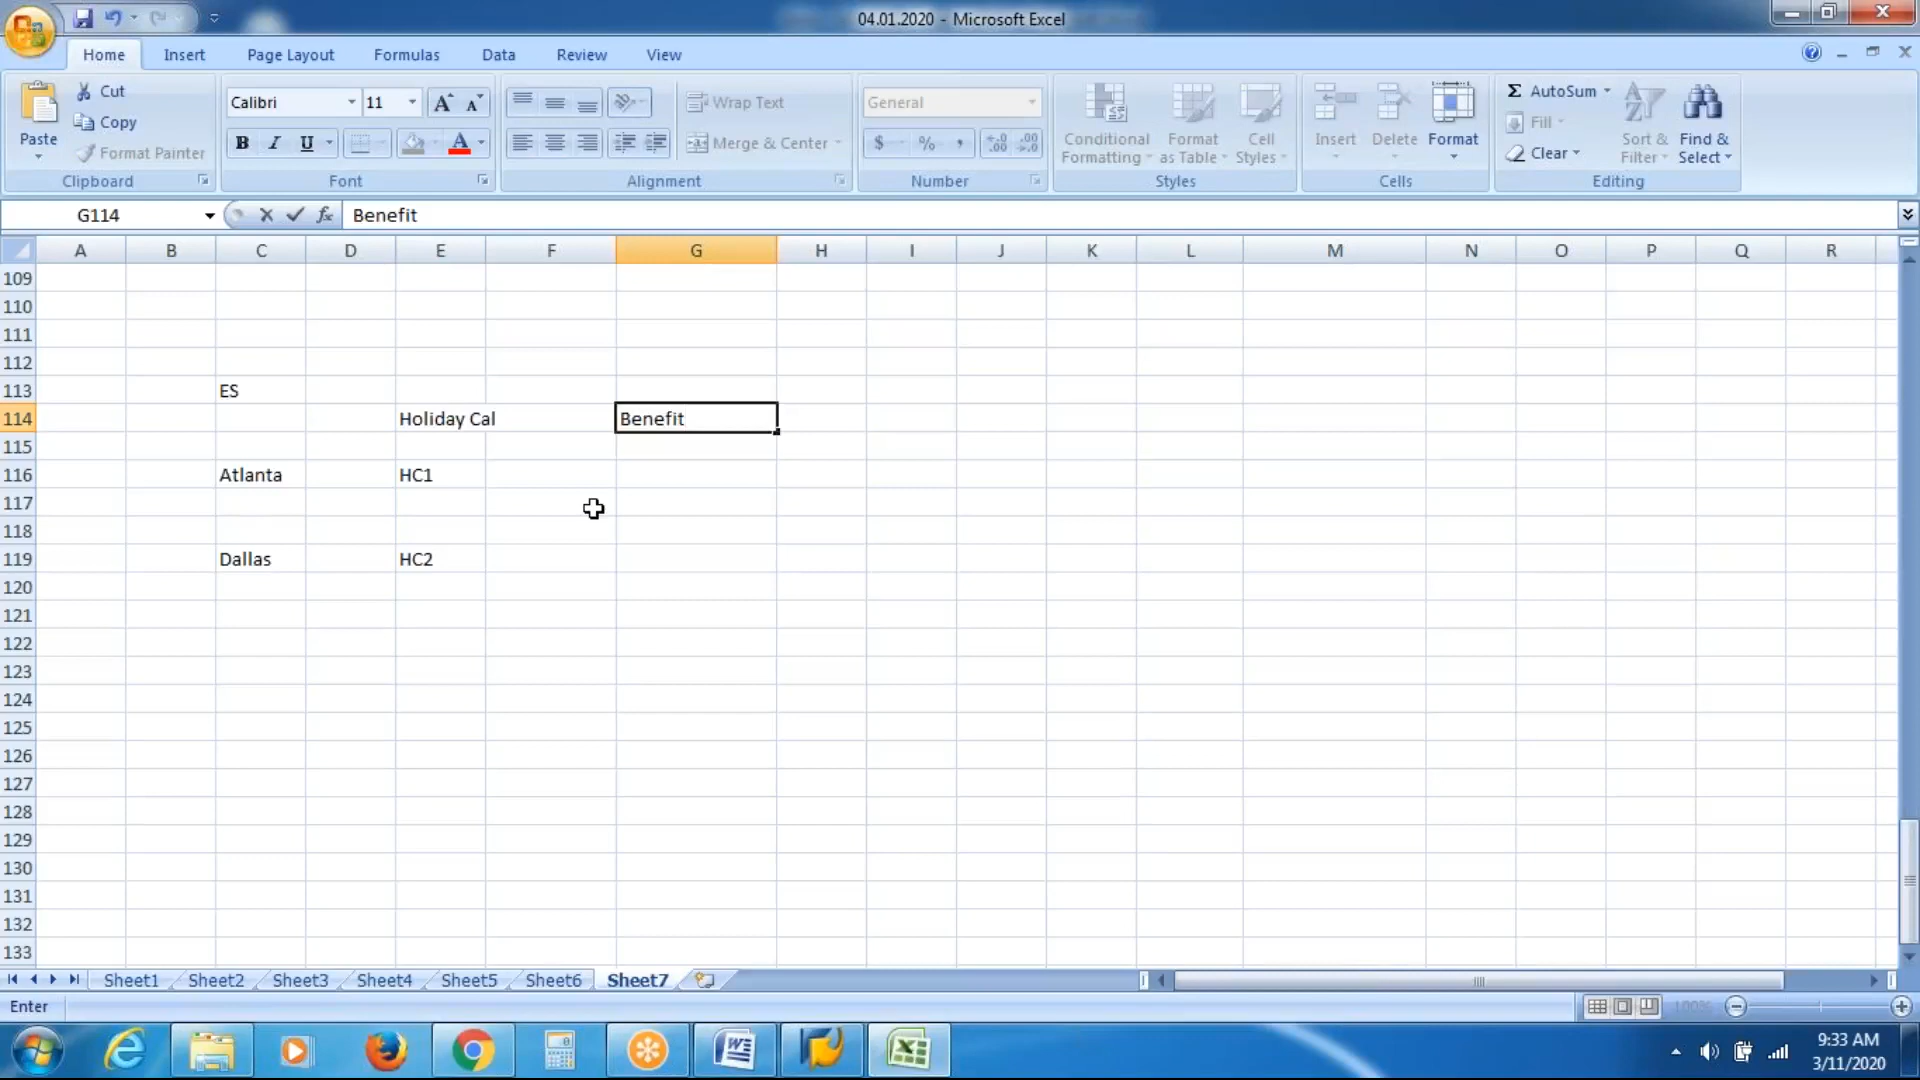 04.01.2020 - Microsoft Excel
Home Insert Page Layout Formulas Data Review View
Paste
Cut
Copy
Format Painter
Clipboard
Calibri 11
B I U
Font
Wrap Text
Merge & Center
Alignment
General
$ % ,
Number
Conditional Formatting
Format as Table
Cell Styles
Styles
Insert Delete Format
Cells
Σ AutoSum
Fill
Clear
Sort & Filter
Find & Select
Editing
G114 fx Benefit
A B C D E F G H I J K L M N O P Q R
109
110
111
112
113 ES
114 Holiday Cal Benefit
115
116 Atlanta HC1
117
118
119 Dallas HC2
120
121
122
123
124
125
126
127
128
129
130
131
132
133
Sheet1 Sheet2 Sheet3 Sheet4 Sheet5 Sheet6 Sheet7
Enter 100%
9:33 AM
3/11/2020